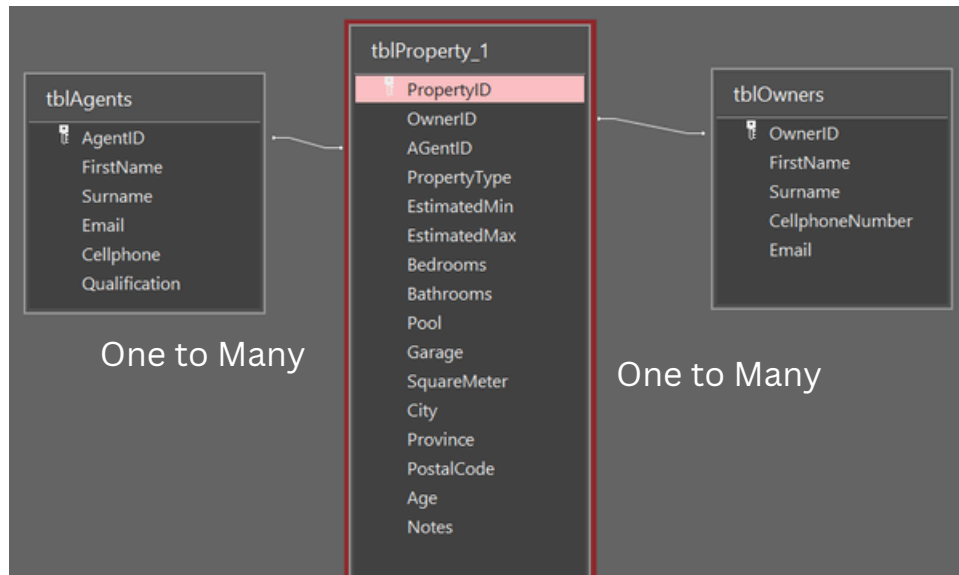 tblAgents
AgentID
FirstName
Surname
Email
Cellphone
Qualification
One to Many
tblProperty_1
PropertyID
OwnerID
AGentID
PropertyType
EstimatedMin
EstimatedMax
Bedrooms
Bathrooms
Pool
Garage
SquareMeter
City
Province
PostalCode
Age
Notes
tblOwners
OwnerID
FirstName
Surname
CellphoneNumber
Email
One to Many